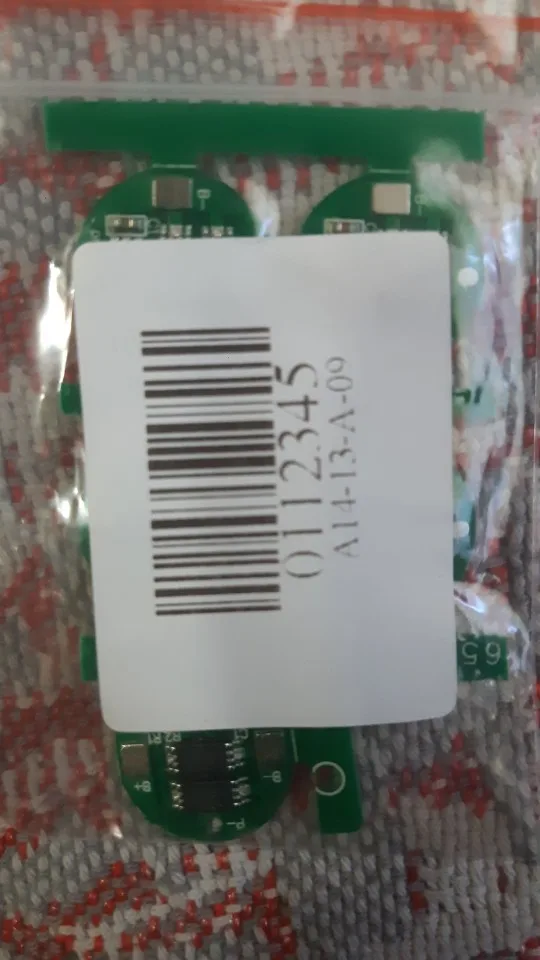 B-
0112345
A14-13-A-09
65
B+
B-
P-